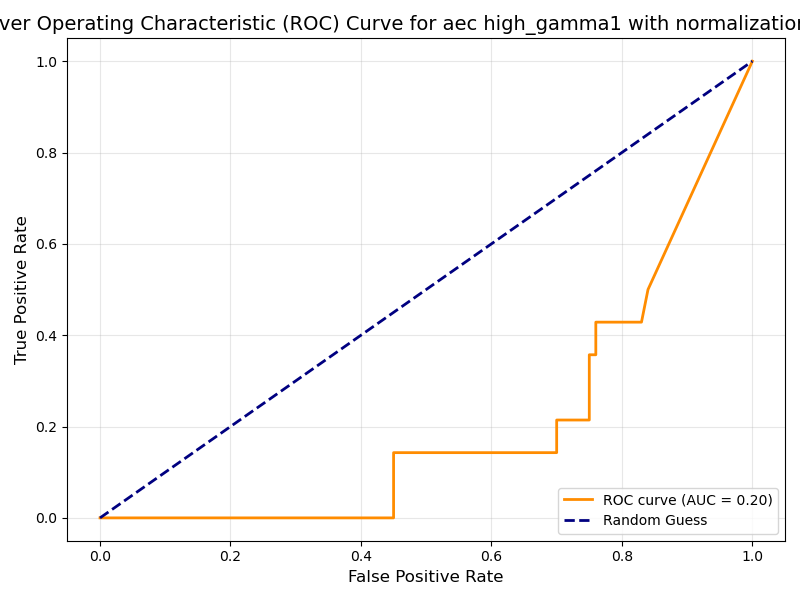 ver Operating Characteristic (ROC) Curve for aec high_gamma1 with normalization
1.0
0.8
0.6
0.4
0.2
0.0
True Positive Rate
0.0 0.2 0.4 0.6 0.8 1.0
False Positive Rate
ROC curve (AUC = 0.20)
Random Guess